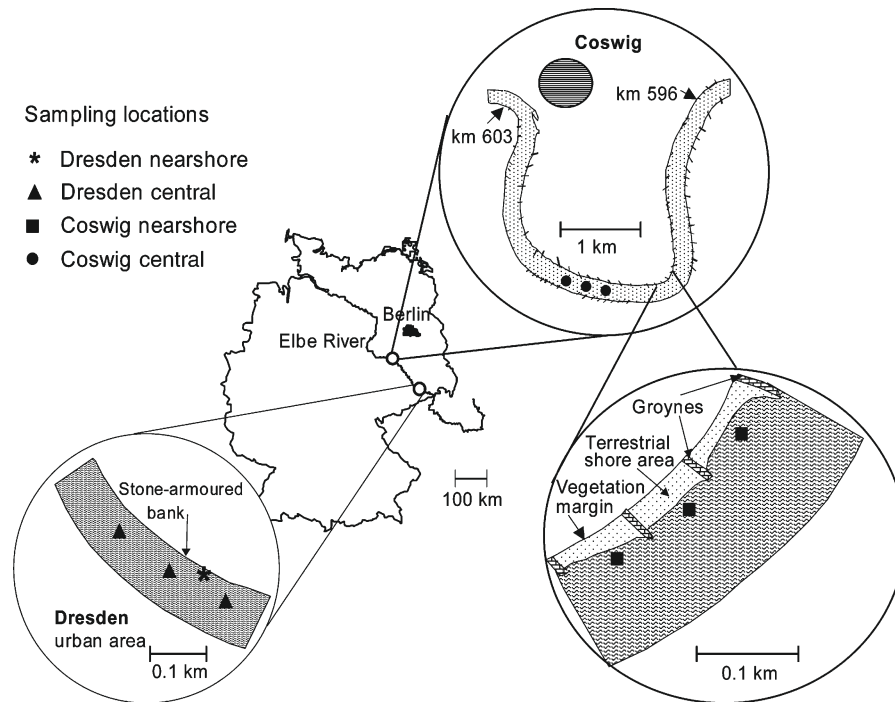 Coswig
km 596
km 603
1 km
Sampling locations
* Dresden nearshore
▲ Dresden central
■ Coswig nearshore
● Coswig central
Berlin
Elbe River
100 km
Groynes
Terrestrial
shore area
Vegetation
margin
0.1 km
Stone-armoured
bank
Dresden
urban area
0.1 km